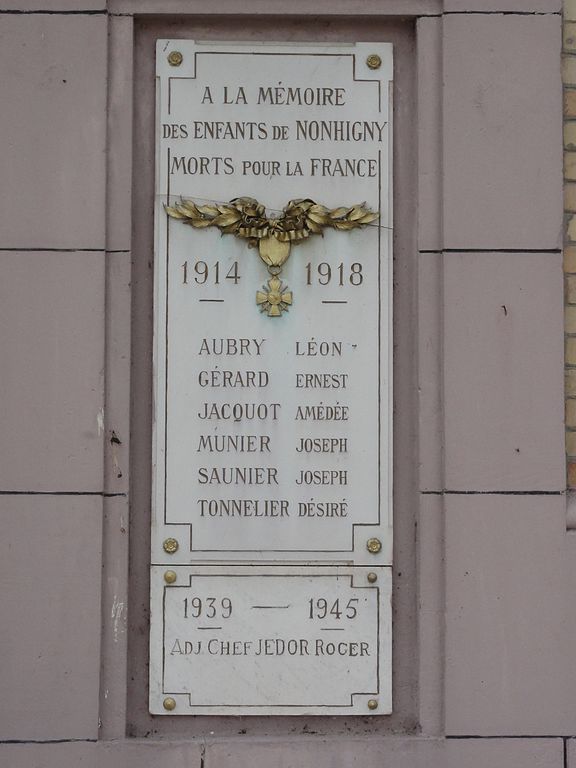 A LA MÉMOIRE
DES ENFANTS DE NONHIGNY
MORTS POUR LA FRANCE
1914 1918
AUBRY LÉON
GÉRARD ERNEST
JACQUOT AMÉDÉE
MUNIER JOSEPH
SAUNIER JOSEPH
TONNELIER DÉSIRÉ
1939 — 1945
ADJ. CHEF JEDOR ROGER